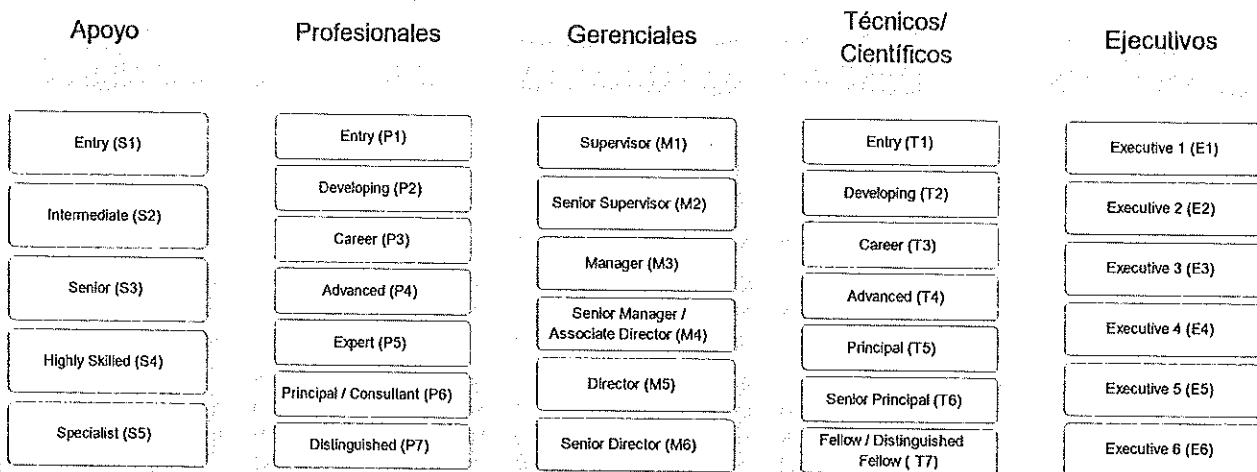 Apoyo
Entry (S1)
Intermediate (S2)
Senior (S3)
Highly Skilled (S4)
Specialist (S5)
Profesionales
Entry (P1)
Developing (P2)
Career (P3)
Advanced (P4)
Expert (P5)
Principal / Consultant (P6)
Distinguished (P7)
Gerenciales
Supervisor (M1)
Senior Supervisor (M2)
Manager (M3)
Senior Manager /
Associate Director (M4)
Director (M5)
Senior Director (M6)
Técnicos/
Científicos
Entry (T1)
Developing (T2)
Career (T3)
Advanced (T4)
Principal (T5)
Senior Principal (T6)
Fellow / Distinguished
Fellow ( T7)
Ejecutivos
Executive 1 (E1)
Executive 2 (E2)
Executive 3 (E3)
Executive 4 (E4)
Executive 5 (E5)
Executive 6 (E6)